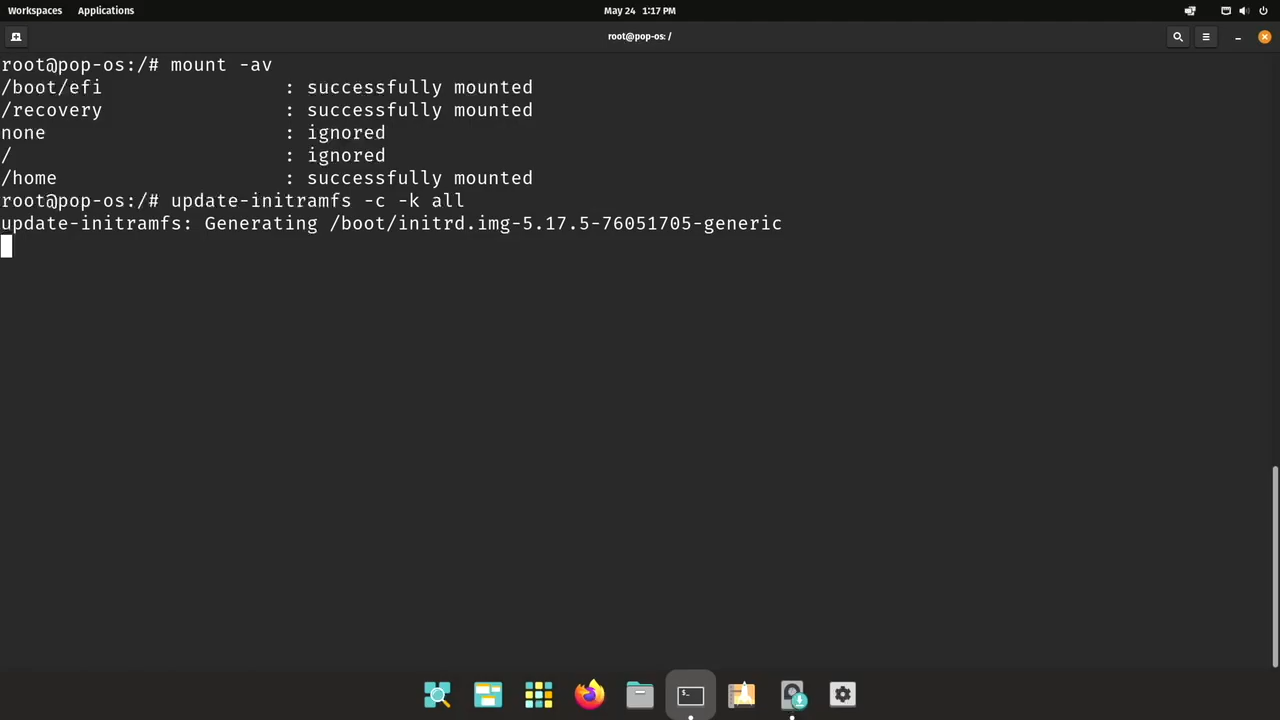 Workspaces Applications May 24 1:17 PM
root@pop-os: /
root@pop-os:/# mount -av
/boot/efi : successfully mounted
/recovery : successfully mounted
none : ignored
/ : ignored
/home : successfully mounted
root@pop-os:/# update-initramfs -c -k all
update-initramfs: Generating /boot/initrd.img-5.17.5-76051705-generic